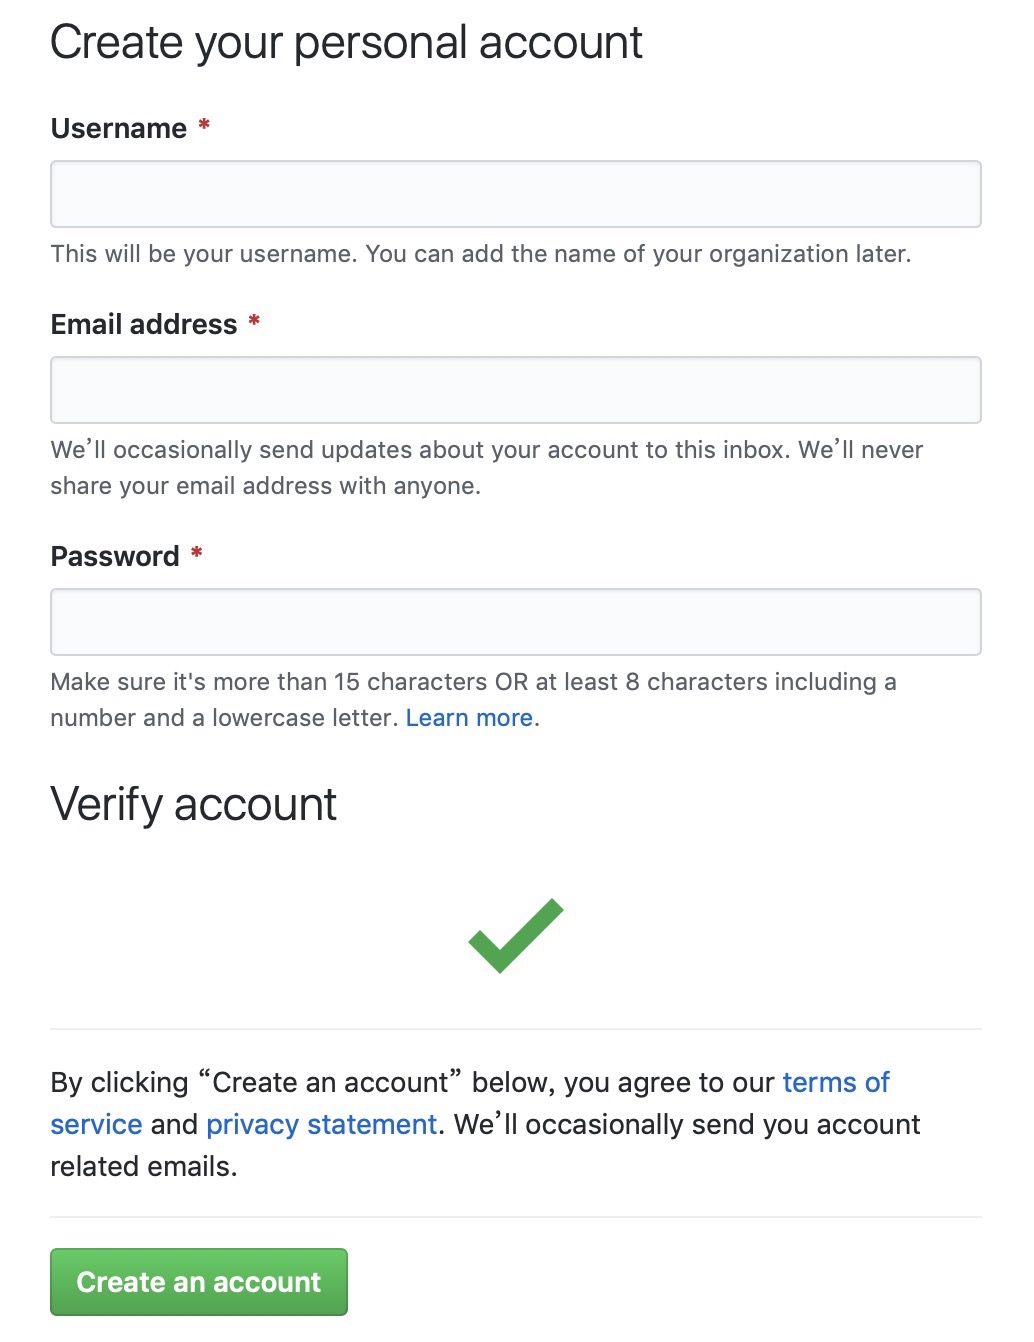 Create your personal account
Username *
This will be your username. You can add the name of your organization later.
Email address *
We’ll occasionally send updates about your account to this inbox. We’ll never
share your email address with anyone.
Password *
Make sure it's more than 15 characters OR at least 8 characters including a
number and a lowercase letter. Learn more.
Verify account
By clicking “Create an account” below, you agree to our terms of
service and privacy statement. We’ll occasionally send you account
related emails.
Create an account